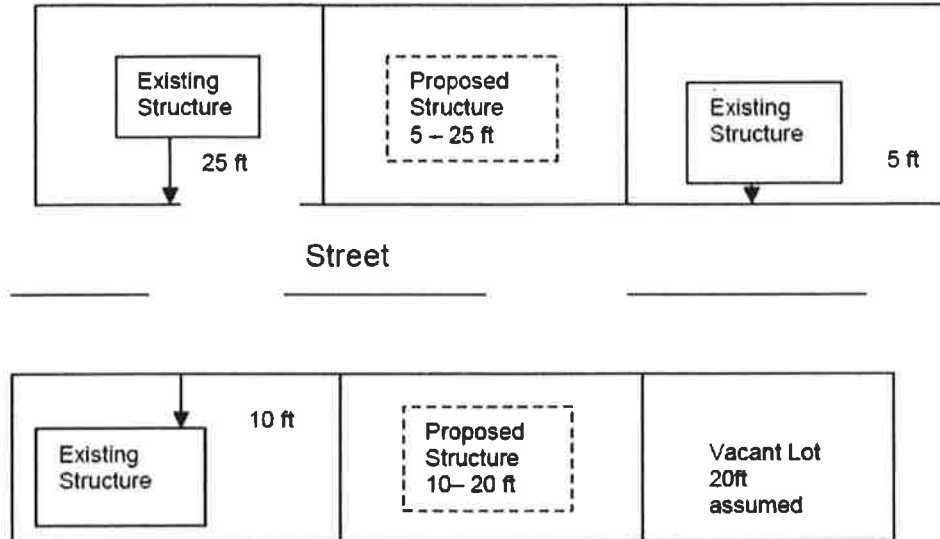 Existing
Structure
25 ft
Proposed
Structure
5 – 25 ft
Existing
Structure
5 ft
Street
Existing
Structure
10 ft
Proposed
Structure
10– 20 ft
Vacant Lot
20ft
assumed